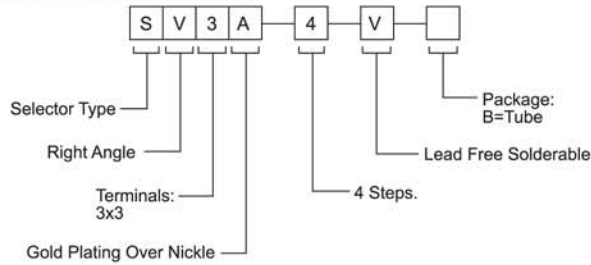 S V 3 A 4 V
Package:
B=Tube
Selector Type
Right Angle
Lead Free Solderable
Terminals:
3x3
4 Steps.
Gold Plating Over Nickle